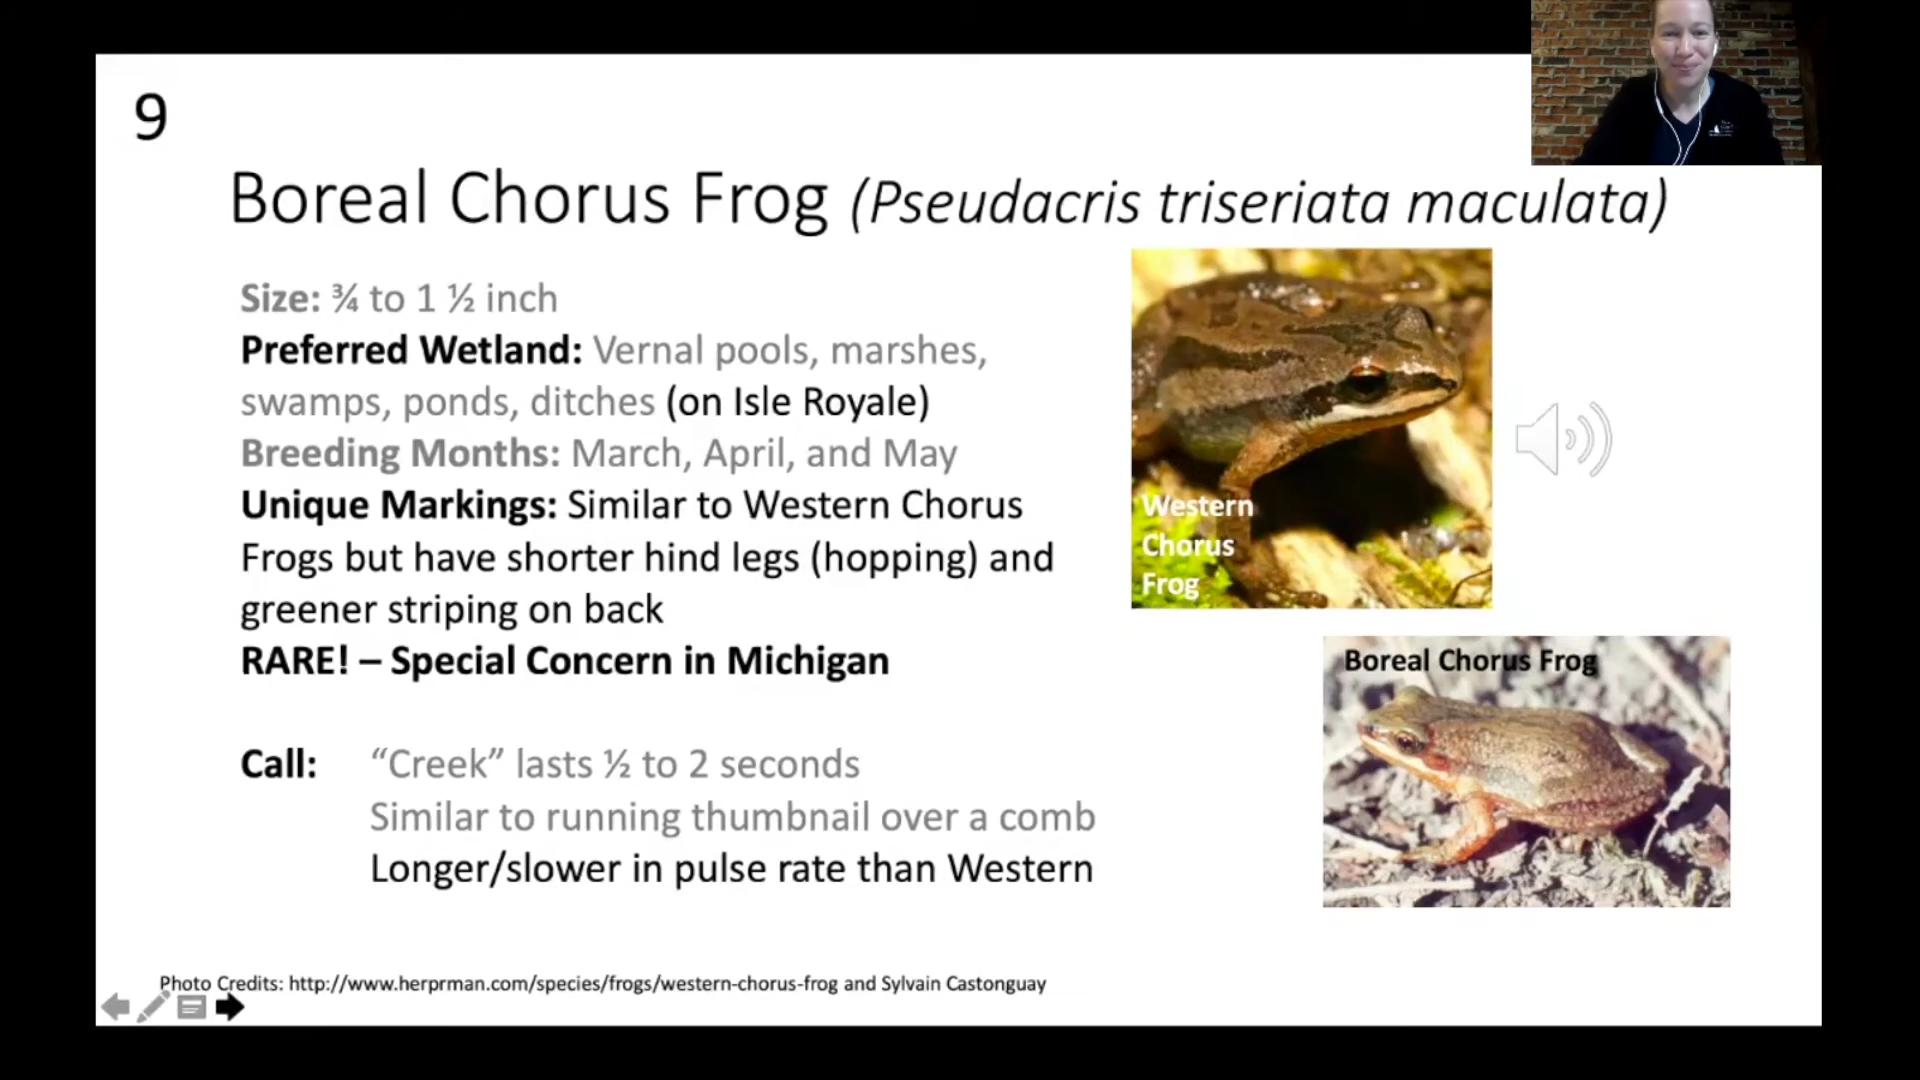 9
Boreal Chorus Frog (Pseudacris triseriata maculata)
Size: ¾ to 1 ½ inch
Preferred Wetland: Vernal pools, marshes,
swamps, ponds, ditches (on Isle Royale)
Breeding Months: March, April, and May
Unique Markings: Similar to Western Chorus
Frogs but have shorter hind legs (hopping) and
greener striping on back
RARE! – Special Concern in Michigan
Call: “Creek” lasts ½ to 2 seconds
Similar to running thumbnail over a comb
Longer/slower in pulse rate than Western
Western
Chorus
Frog
Boreal Chorus Frog
Photo Credits: http://www.herprman.com/species/frogs/western-chorus-frog and Sylvain Castonguay